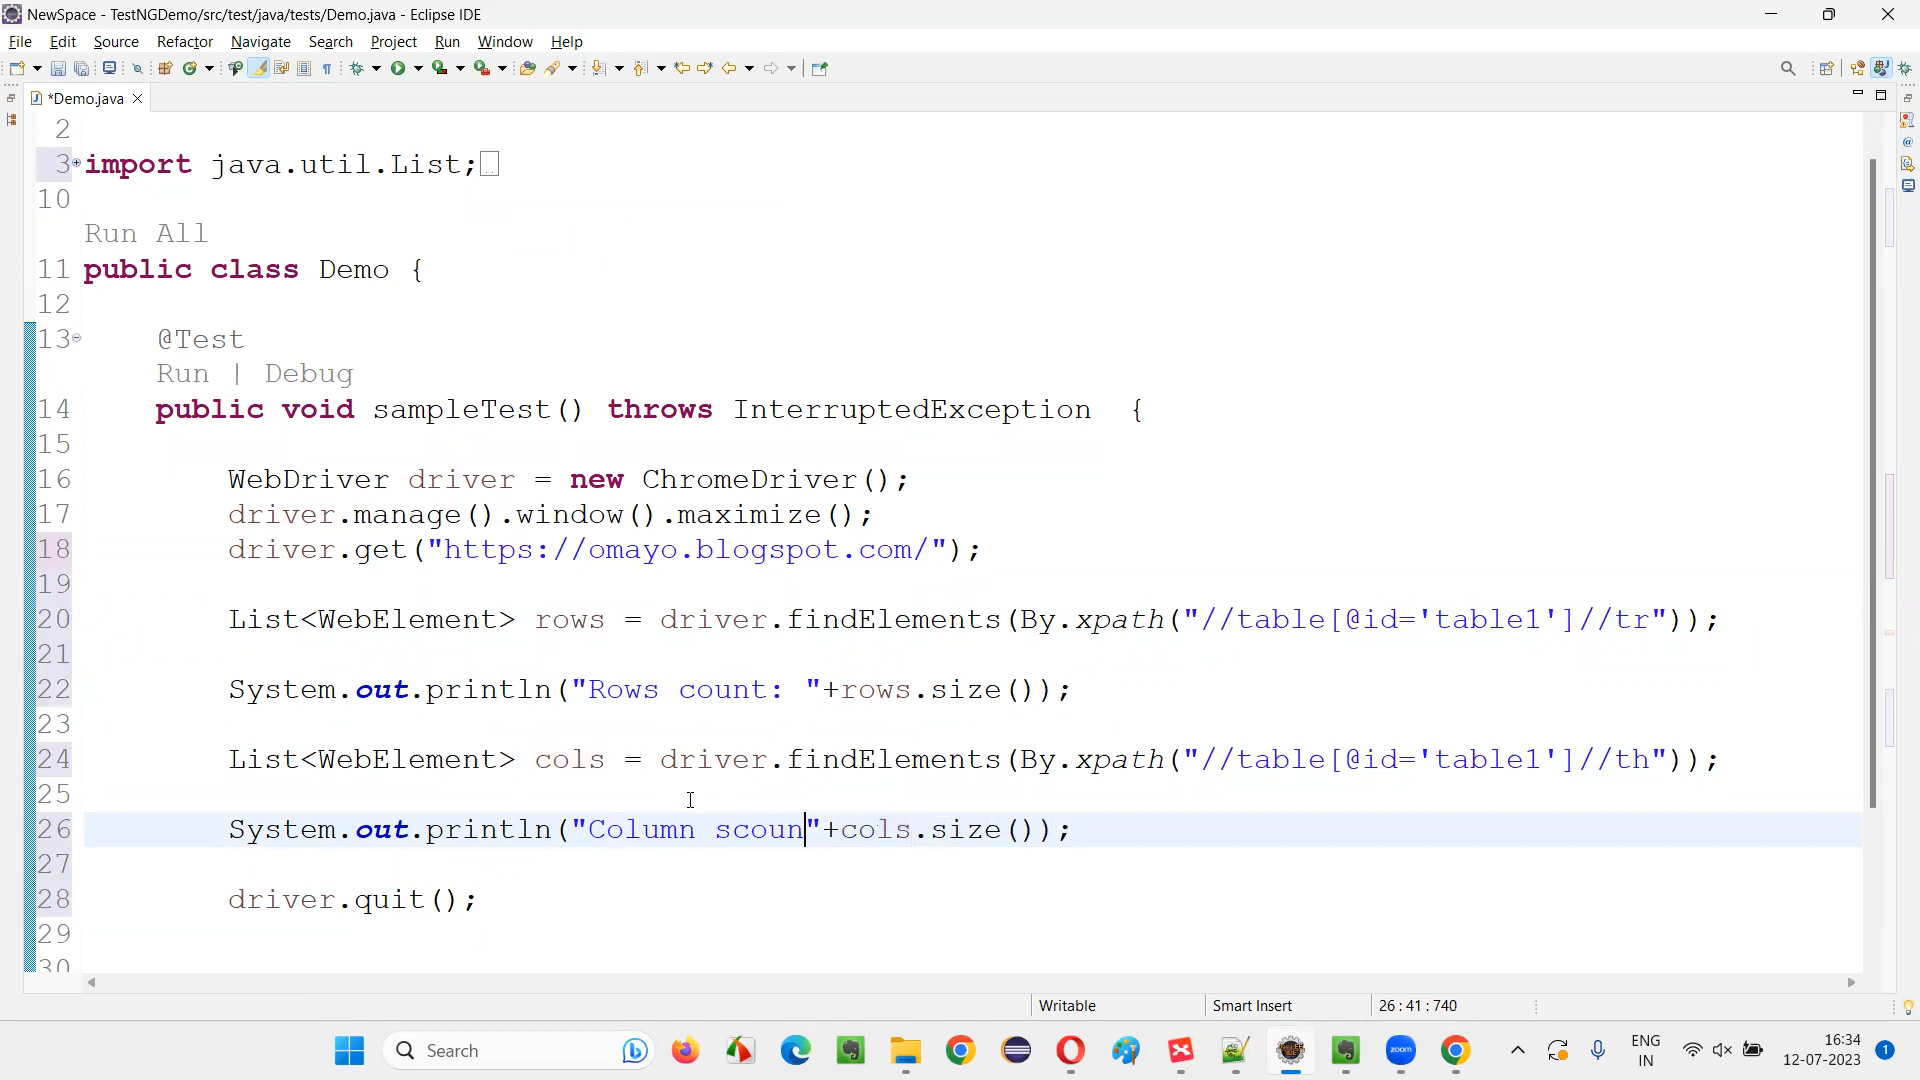 NewSpace - TestNGDemo/src/test/java/tests/Demo.java - Eclipse IDE
File Edit Source Refactor Navigate Search Project Run Window Help
*Demo.java
2
3 import java.util.List;
10
Run All
11 public class Demo {
12
13 @Test
Run | Debug
14 public void sampleTest() throws InterruptedException {
15
16 WebDriver driver = new ChromeDriver();
17 driver.manage().window().maximize();
18 driver.get("https://omayo.blogspot.com/");
19
20 List<WebElement> rows = driver.findElements(By.xpath("//table[@id='table1']//tr"));
21
22 System.out.println("Rows count: "+rows.size());
23
24 List<WebElement> cols = driver.findElements(By.xpath("//table[@id='table1']//th"));
25
26 System.out.println("Column scoun"+cols.size());
27
28 driver.quit();
29
30
Writable Smart Insert 26 : 41 : 740
Search zoom ENG 16:34
IN 12-07-2023 1